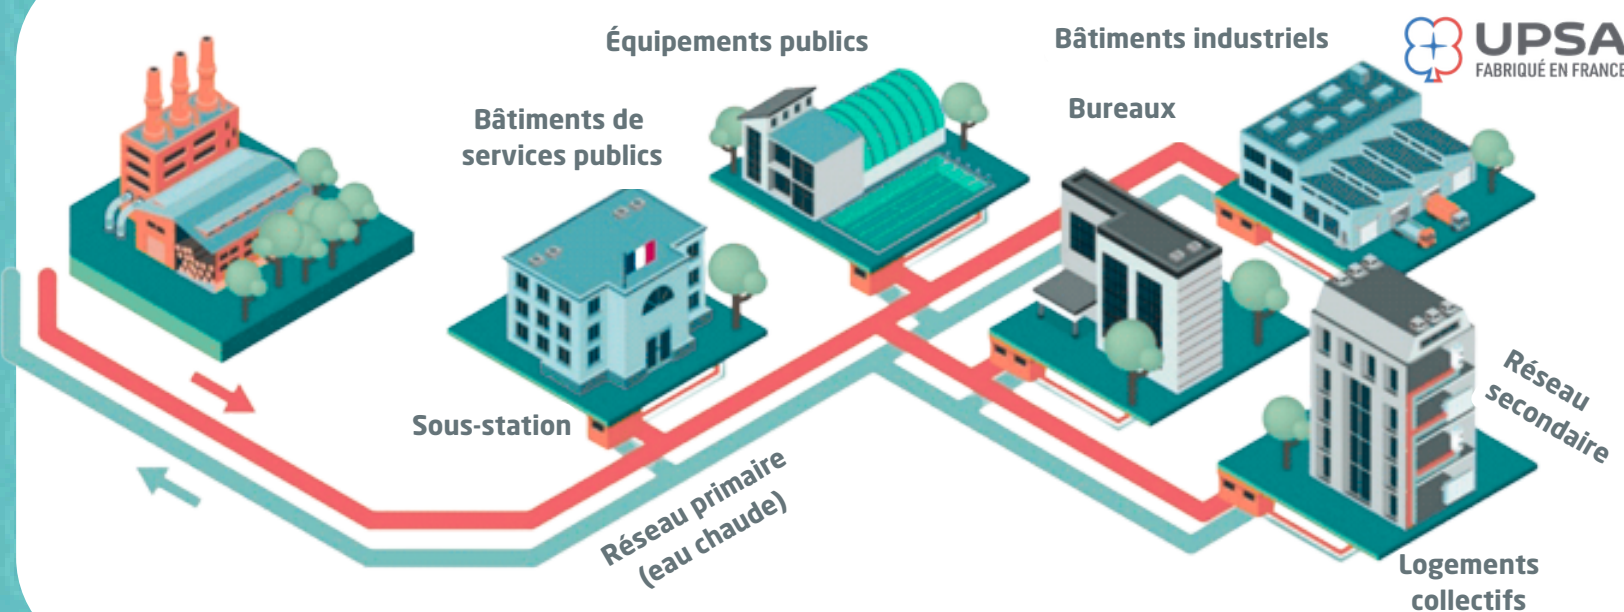 Équipements publics
Bâtiments industriels
UPSA
FABRIQUÉ EN FRANCE
Bâtiments de
services publics
Bureaux
Sous-station
Réseau primaire
(eau chaude)
Réseau
secondaire
Logements
collectifs